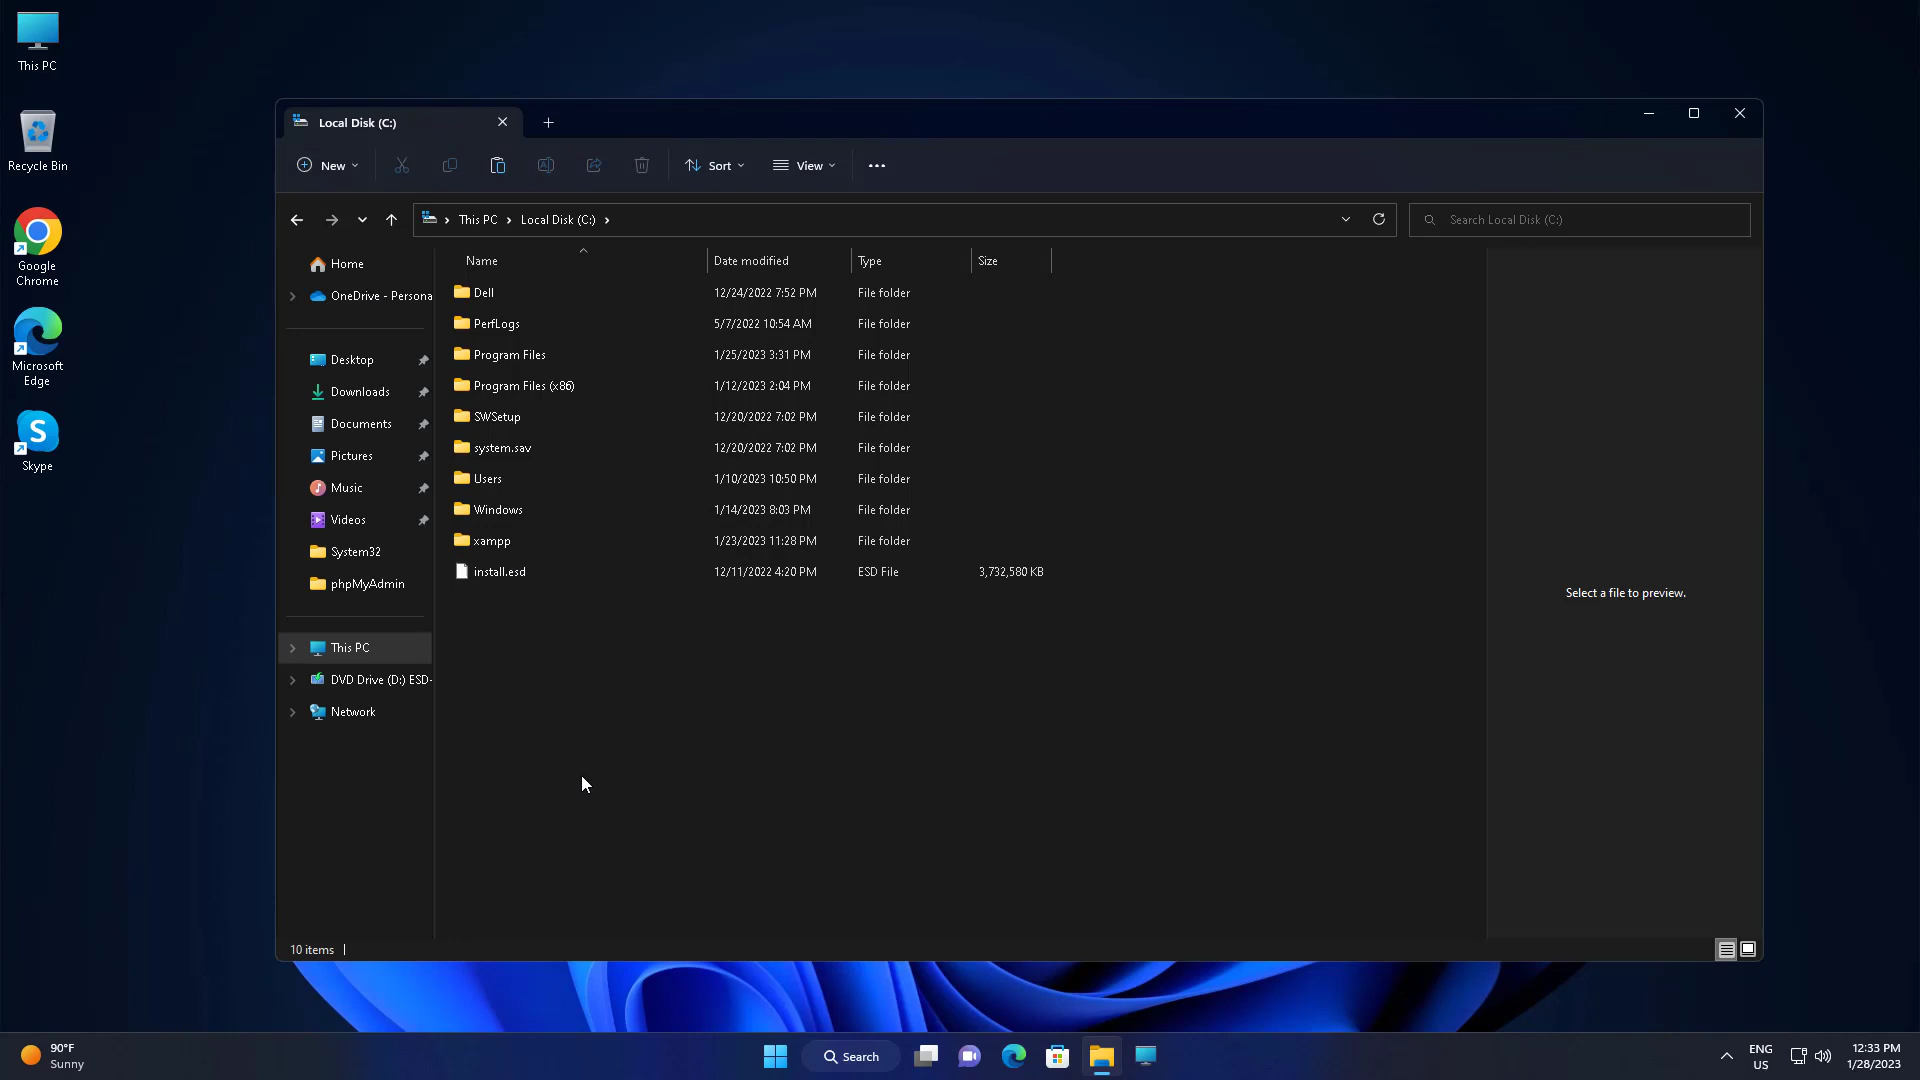 This PC
Recycle Bin
Google
Chrome
Microsoft
Edge
S
Skype
Local Disk (C:)
New
Sort
View
This PC
Local Disk (C:)
Search Local Disk (C:)
Home
OneDrive - Persona
Desktop
Downloads
Documents
Pictures
Music
Videos
System32
phpMyAdmin
This PC
DVD Drive (D:) ESD-
Network
Name Date modified Type Size
Dell 12/24/2022 7:52 PM File folder
PerfLogs 5/7/2022 10:54 AM File folder
Program Files 1/25/2023 3:31 PM File folder
Program Files (x86) 1/12/2023 2:04 PM File folder
SWSetup 12/20/2022 7:02 PM File folder
system.sav 12/20/2022 7:02 PM File folder
Users 1/10/2023 10:50 PM File folder
Windows 1/14/2023 8:03 PM File folder
xampp 1/23/2023 11:28 PM File folder
install.esd 12/11/2022 4:20 PM ESD File 3,732,580 KB
Select a file to preview.
10 items
90°F
Sunny
Search
ENG
US
12:33 PM
1/28/2023